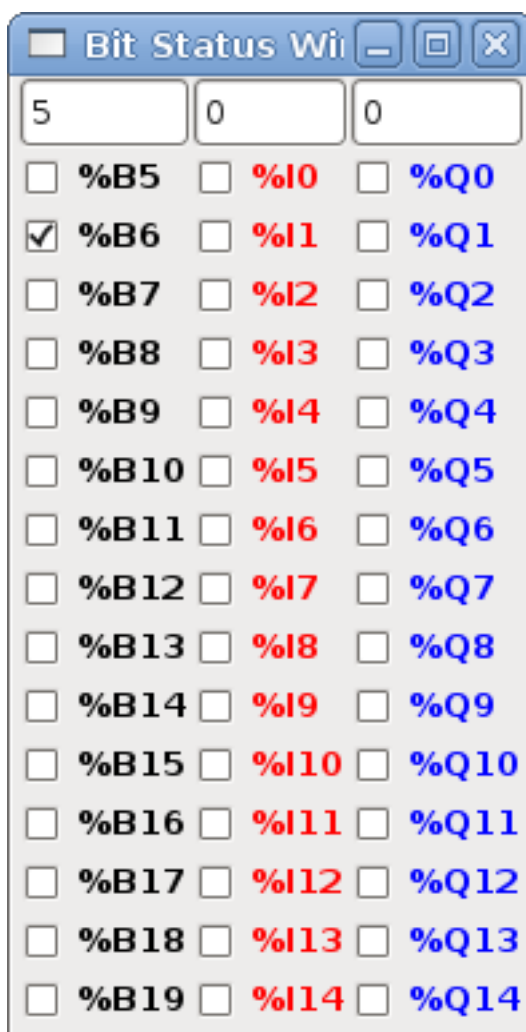 Bit Status Wi
5 0 0
%B5 %I0 %Q0
%B6 %I1 %Q1
%B7 %I2 %Q2
%B8 %I3 %Q3
%B9 %I4 %Q4
%B10 %I5 %Q5
%B11 %I6 %Q6
%B12 %I7 %Q7
%B13 %I8 %Q8
%B14 %I9 %Q9
%B15 %I10 %Q10
%B16 %I11 %Q11
%B17 %I12 %Q12
%B18 %I13 %Q13
%B19 %I14 %Q14